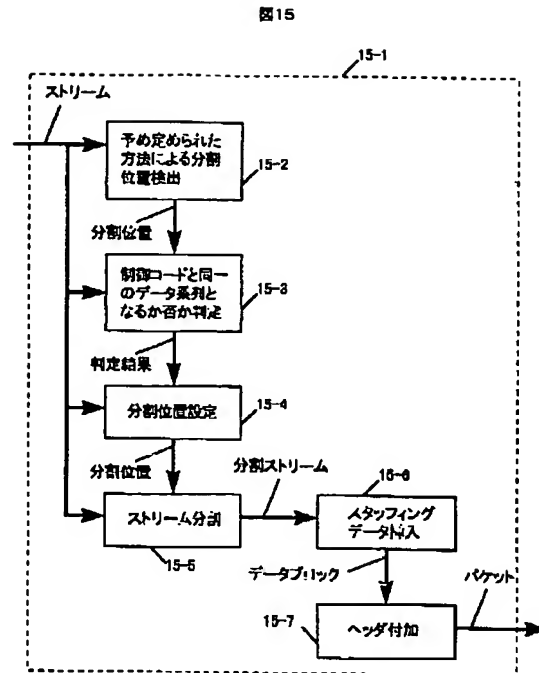 図15
15-1
ストリーム
予め定められた
方法による分割
位置検出
15-2
分割位置
制御コードと同一
のデータ系列と
なるか否か判定
15-3
判定結果
分割位置設定
15-4
分割位置
分割ストリーム
ストリーム分割
15-5
15-6
スタッフィング
データ挿入
データブロック
パケット
15-7
ヘッダ付加